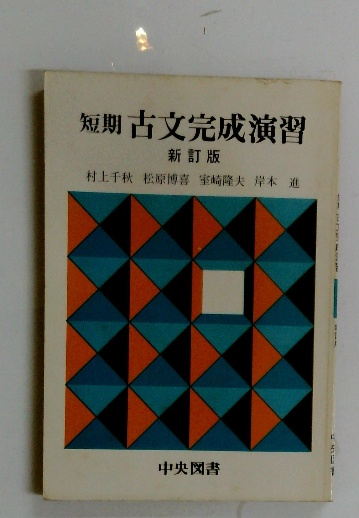 短期 古文完成演習
新訂版
村上千秋 松原博喜 室崎隆夫 岸本 進
中央図書